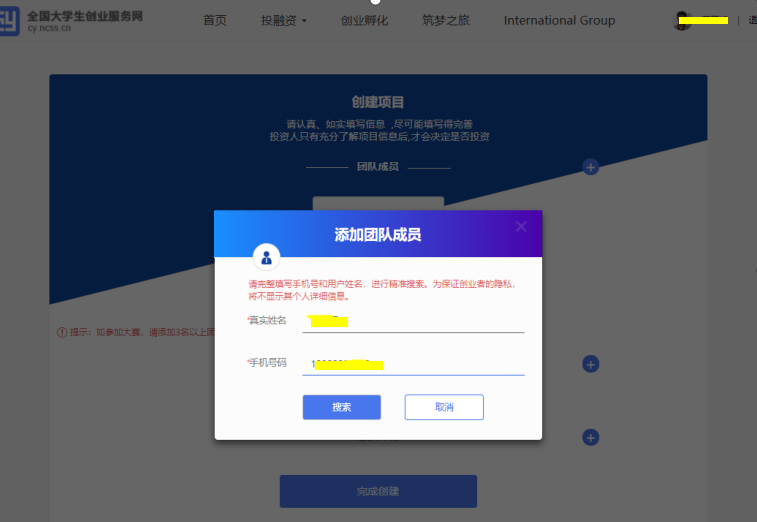 全国大学生创业服务网
cy.ncss.cn
首页
投融资
创业孵化
筑梦之旅
International Group
创建项目
请认真、如实填写信息 ,尽可能填写得完善
投资人只有充分了解项目信息后,才会决定是否投资
团队成员
添加团队成员
请完整填写手机号和用户姓名，进行精准搜索。为保证创业者的隐私，
将不显示其个人详细信息。
提示：如参加大赛，请添加3名以上团
*真实姓名
*手机号码
搜索
取消
完成创建